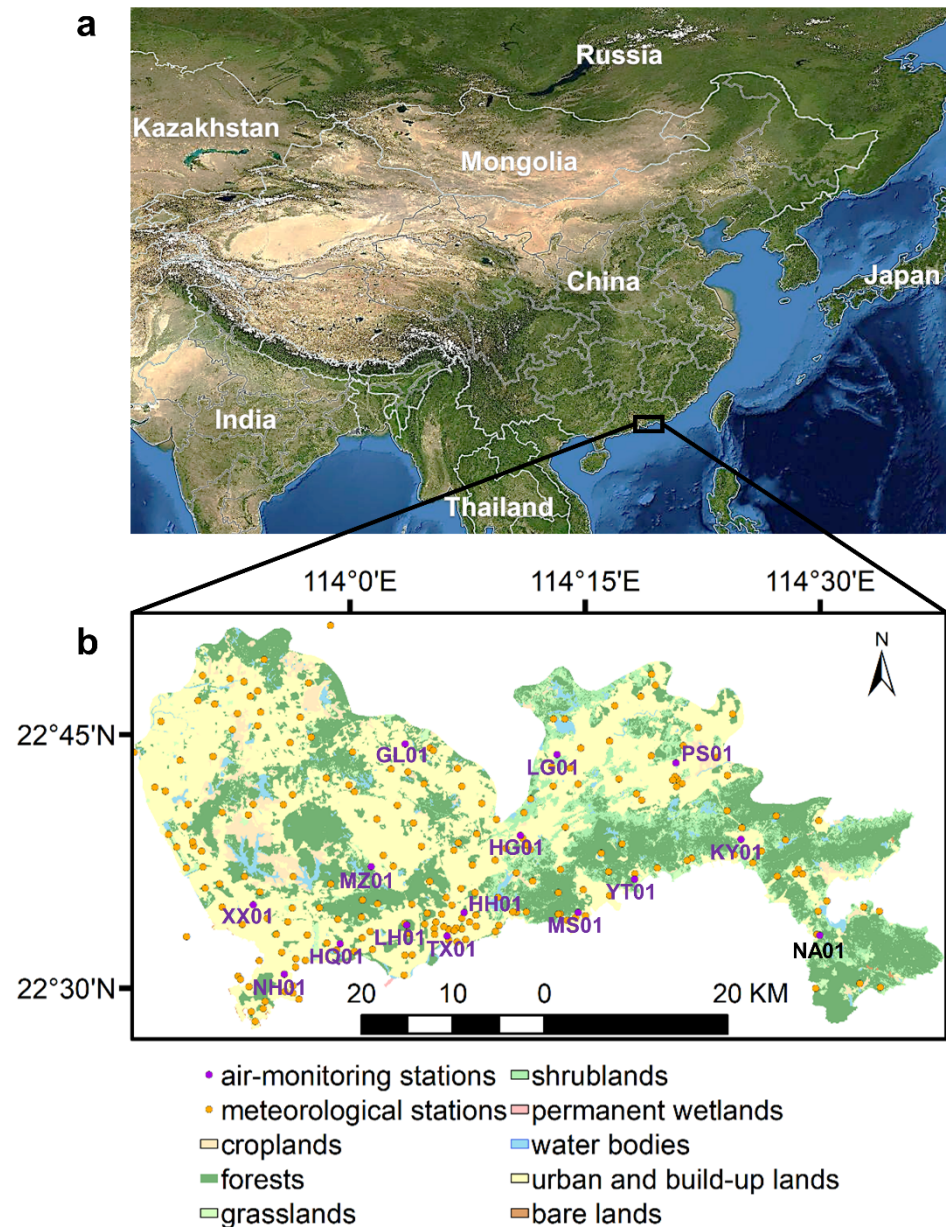 a
Russia
Kazakhstan
Mongolia
China
Japan
India
Thailand
114°0'E 114°15'E 114°30'E
b
N
22°45'N
GL01
LG01
PS01
HG01
KY01
MZ01
YT01
XX01
HH01
MS01
LH01
TX01
NA01
HQ01
NH01
22°30'N
20 10 0 20 KM
air-monitoring stations
meteorological stations
croplands
forests
grasslands
shrublands
permanent wetlands
water bodies
urban and build-up lands
bare lands